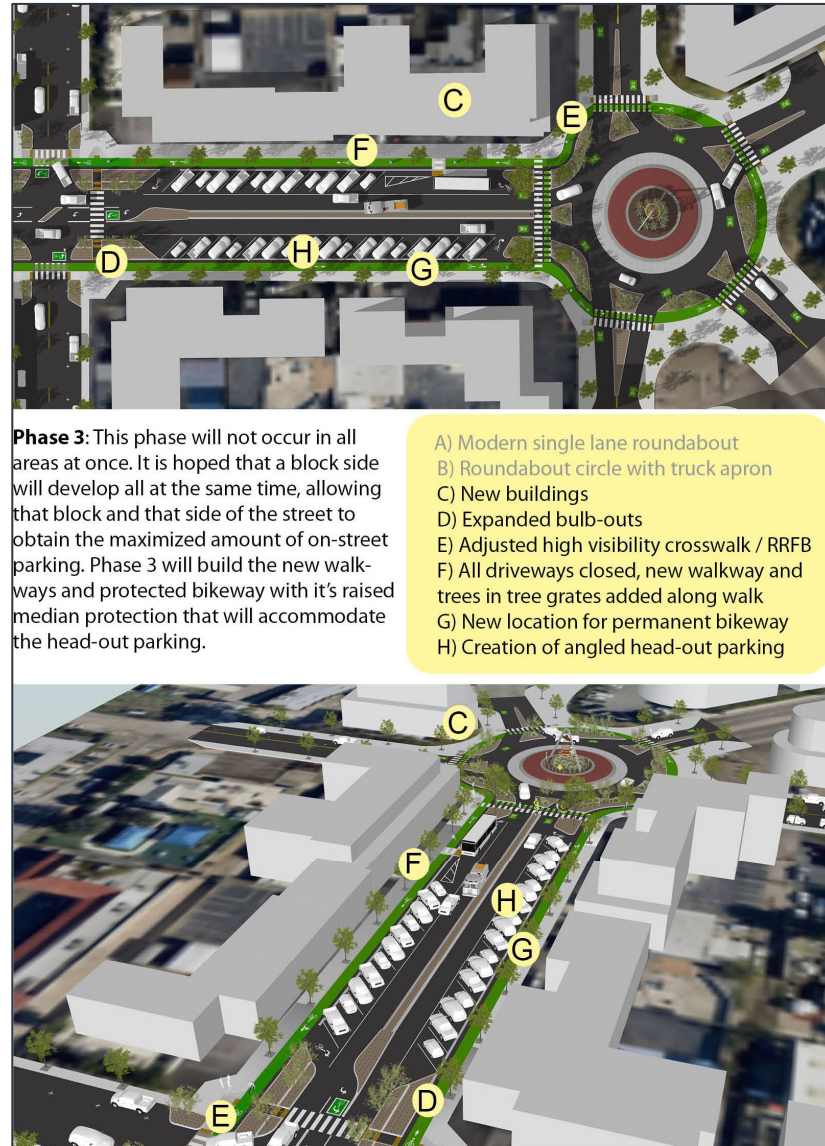 C
E
F
D
H
G
Phase 3: This phase will not occur in all
areas at once. It is hoped that a block side
will develop all at the same time, allowing
that block and that side of the street to
obtain the maximized amount of on-street
parking. Phase 3 will build the new walk-
ways and protected bikeway with it's raised
median protection that will accommodate
the head-out parking.
A) Modern single lane roundabout
B) Roundabout circle with truck apron
C) New buildings
D) Expanded bulb-outs
E) Adjusted high visibility crosswalk / RRFB
F) All driveways closed, new walkway and
trees in tree grates added along walk
G) New location for permanent bikeway
H) Creation of angled head-out parking
C
F
H
G
E
D